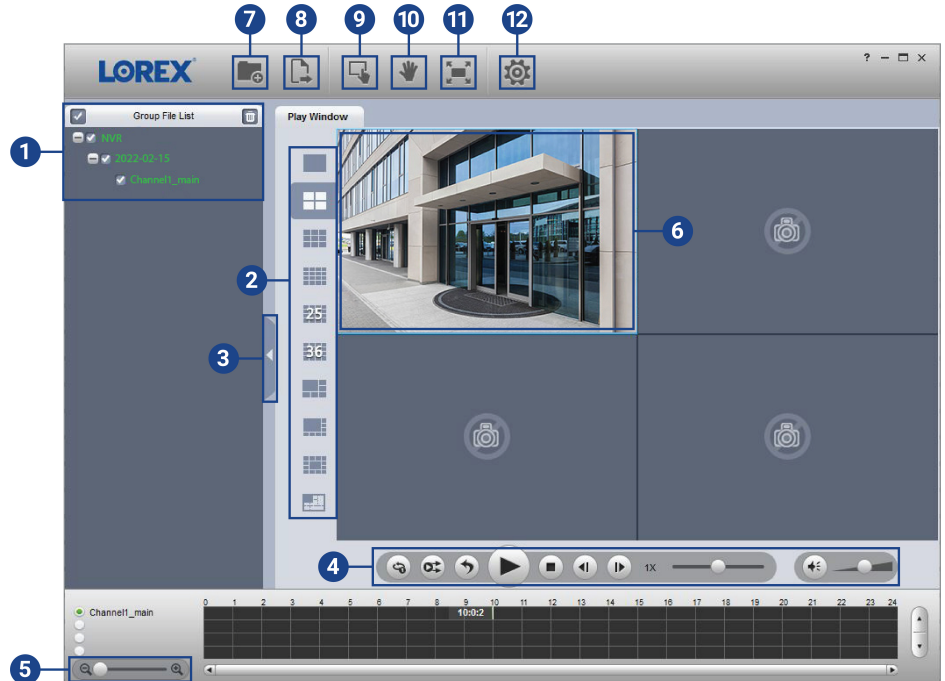 7 8 9 10 11 12
LOREX
? – □ ×
Group File List
Play Window
1
NVR
2022-02-15
Channel1_main
6
2
25
3
36
4
1X
0 1 2 3 4 5 6 7 8 9 10 11 12 13 14 15 16 17 18 19 20 21 22 23 24
Channel1_main
10:0:2
5